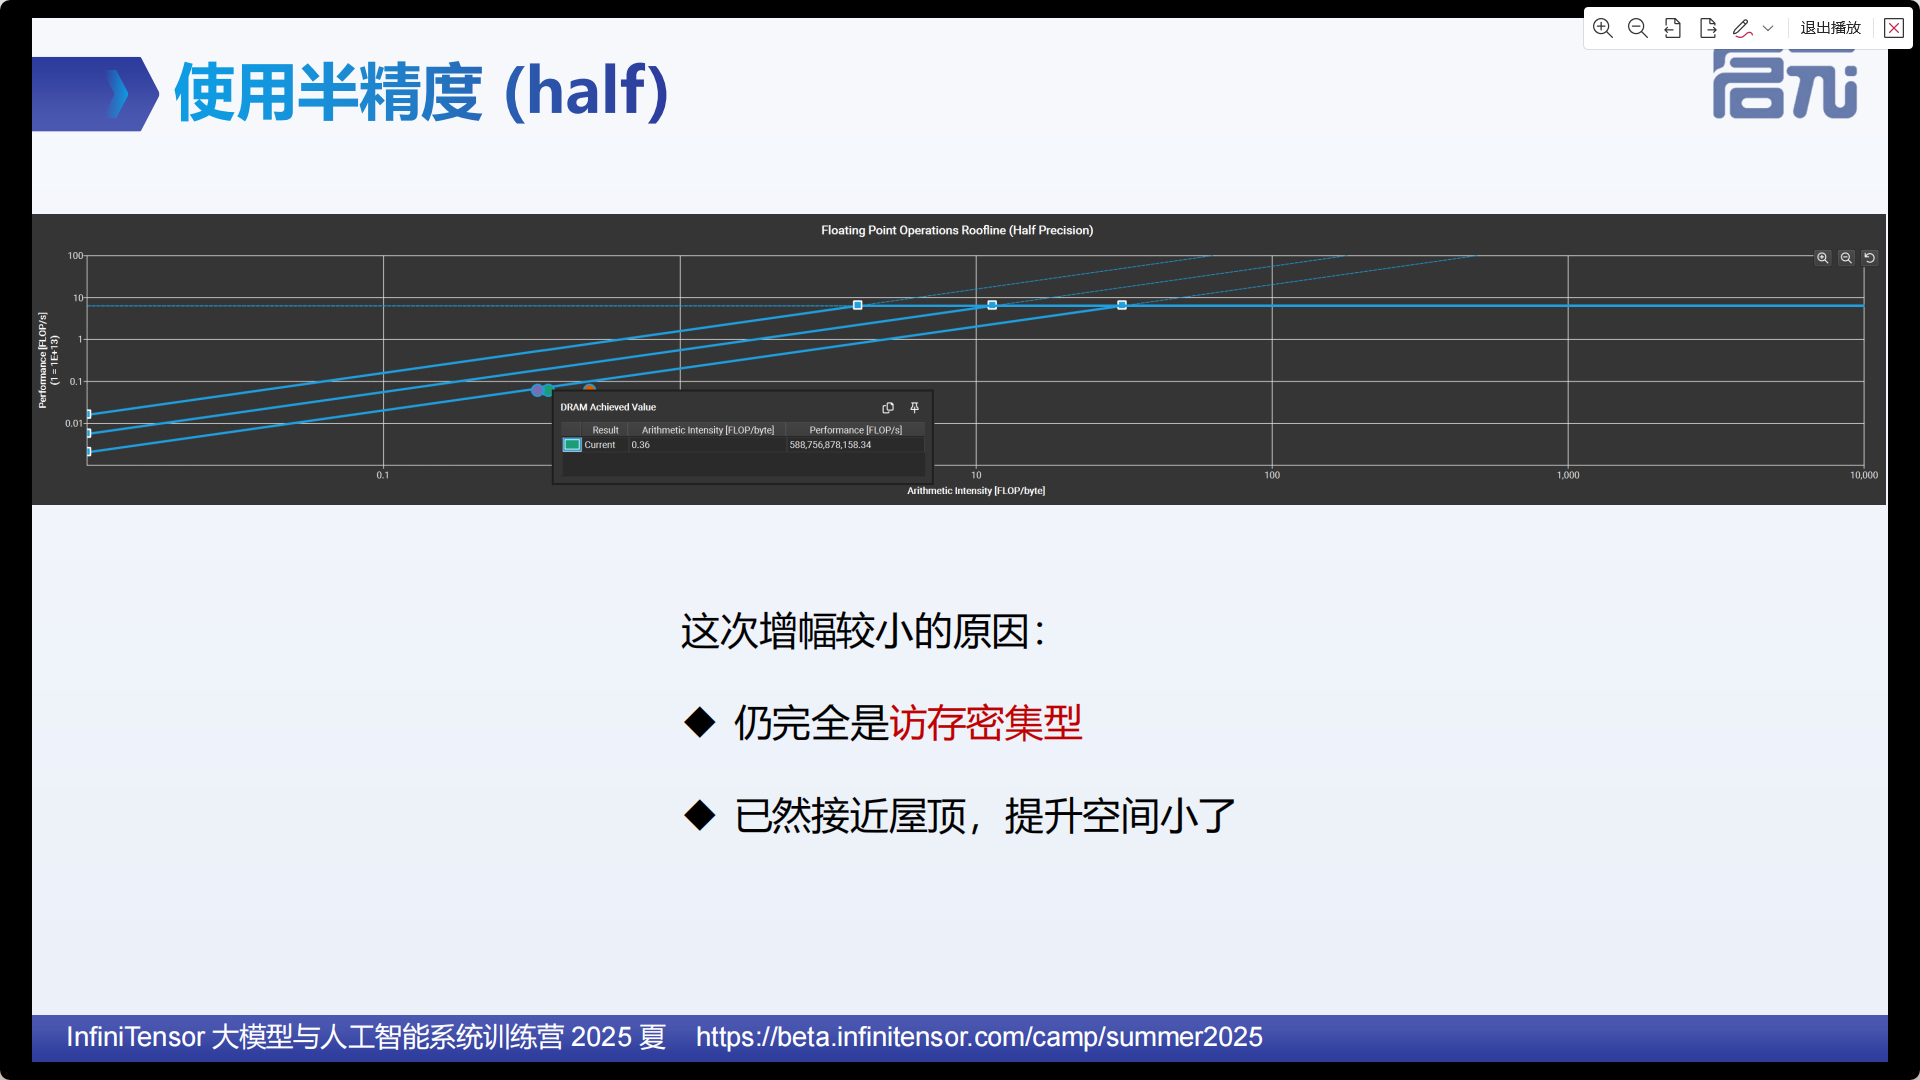 退出播放
使用半精度 (half)
启元
Floating Point Operations Roofline (Half Precision)
100
10
1
0.1
0.01
Performance [FLOP/s]
(1 = 1E+13)
DRAM Achieved Value
Result Arithmetic Intensity [FLOP/byte] Performance [FLOP/s]
Current 0.36 588,756,878,158.34
0.1 10 100 1,000 10,000
Arithmetic Intensity [FLOP/byte]
这次增幅较小的原因：
◆ 仍完全是访存密集型
◆ 已然接近屋顶，提升空间小了
InfiniTensor 大模型与人工智能系统训练营 2025 夏 https://beta.infinitensor.com/camp/summer2025